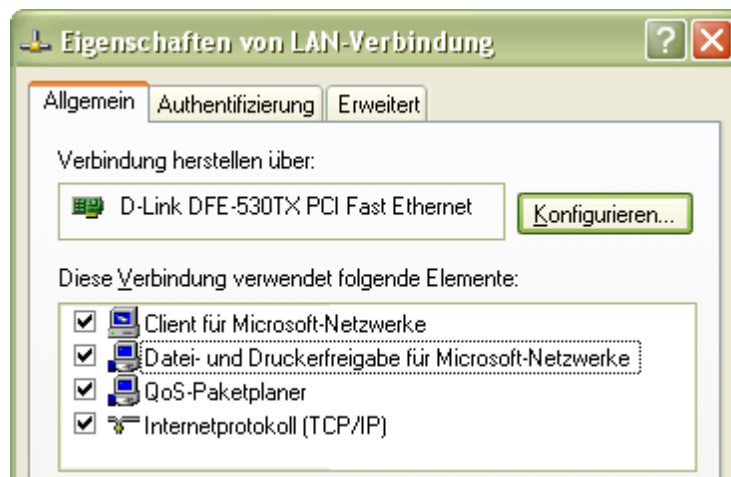 Eigenschaften von LAN-Verbindung
Allgemein
Authentifizierung
Erweitert
Verbindung herstellen über:
D-Link DFE-530TX PCI Fast Ethernet
Konfigurieren...
Diese Verbindung verwendet folgende Elemente:
Client für Microsoft-Netzwerke
Datei- und Druckerfreigabe für Microsoft-Netzwerke
QoS-Paketplaner
Internetprotokoll (TCP/IP)